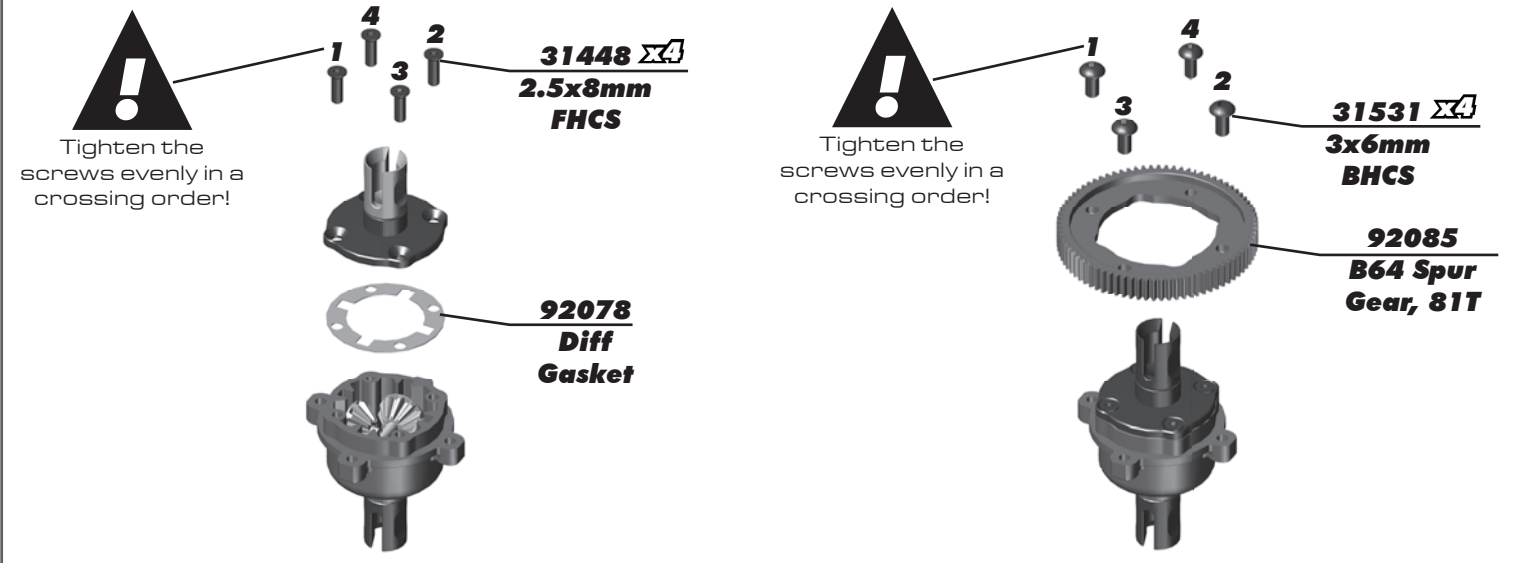 !
Tighten the
screws evenly in a
crossing order!
1
4
2
3
31448 x4
2.5x8mm
FHCS
92078
Diff
Gasket
!
Tighten the
screws evenly in a
crossing order!
1
4
2
3
31531 x4
3x6mm
BHCS
92085
B64 Spur
Gear, 81T